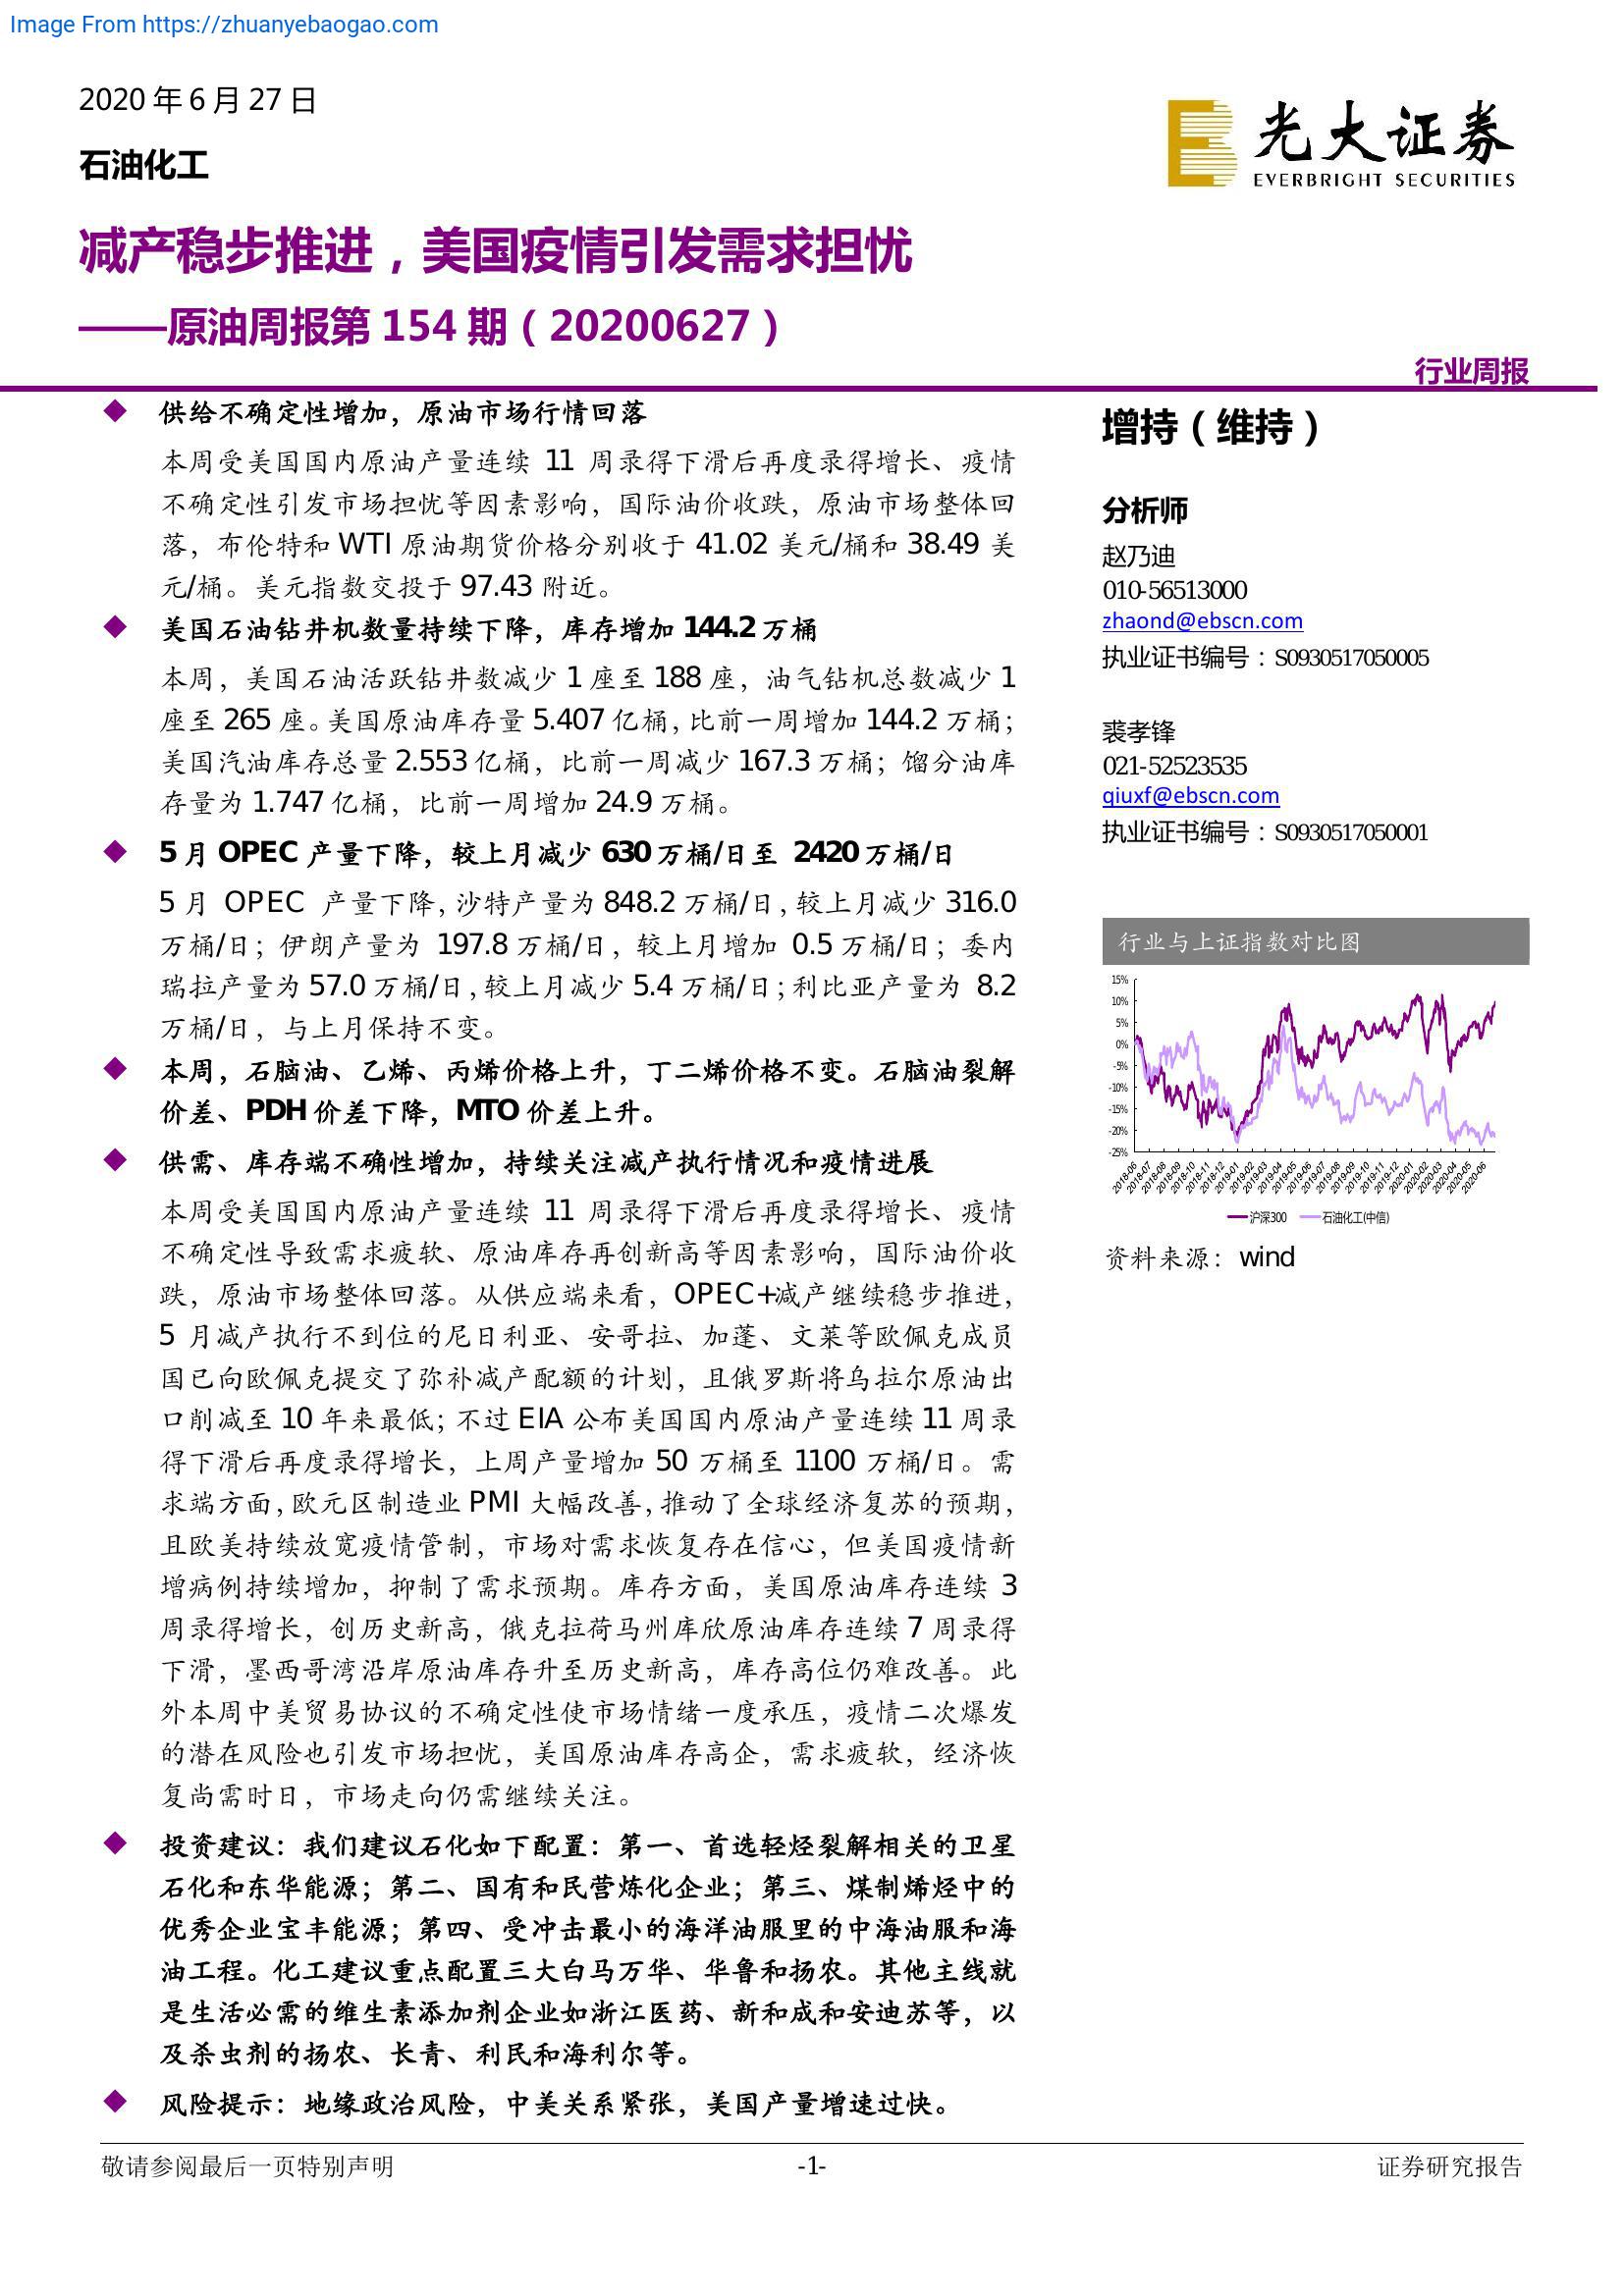 Image From https://zhuanyebaogao.com
2020 年 6 月 27 日
石油化工
光大证券
EVERBRIGHT SECURITIES
减产稳步推进，美国疫情引发需求担忧
——原油周报第 154 期（20200627）
行业周报
◆ 供给不确定性增加，原油市场行情回落
本周受美国国内原油产量连续 11 周录得下滑后再度录得增长、疫情
不确定性引发市场担忧等因素影响，国际油价收跌，原油市场整体回
落，布伦特和 WTI 原油期货价格分别收于 41.02 美元/桶和 38.49 美
元/桶。美元指数交投于 97.43 附近。
◆ 美国石油钻井机数量持续下降，库存增加 144.2 万桶
本周，美国石油活跃钻井数减少 1 座至 188 座，油气钻机总数减少 1
座至 265 座。美国原油库存量 5.407 亿桶，比前一周增加 144.2 万桶；
美国汽油库存总量 2.553 亿桶，比前一周减少 167.3 万桶；馏分油库
存量为 1.747 亿桶，比前一周增加 24.9 万桶。
◆ 5 月 OPEC 产量下降，较上月减少 630 万桶/日至 2420 万桶/日
5 月 OPEC 产量下降，沙特产量为 848.2 万桶/日，较上月减少 316.0
万桶/日；伊朗产量为 197.8 万桶/日，较上月增加 0.5 万桶/日；委内
瑞拉产量为 57.0 万桶/日，较上月减少 5.4 万桶/日；利比亚产量为 8.2
万桶/日，与上月保持不变。
◆ 本周，石脑油、乙烯、丙烯价格上升，丁二烯价格不变。石脑油裂解
价差、PDH 价差下降，MTO 价差上升。
◆ 供需、库存端不确性增加，持续关注减产执行情况和疫情进展
本周受美国国内原油产量连续 11 周录得下滑后再度录得增长、疫情
不确定性导致需求疲软、原油库存再创新高等因素影响，国际油价收
跌，原油市场整体回落。从供应端来看，OPEC+减产继续稳步推进，
5 月减产执行不到位的尼日利亚、安哥拉、加蓬、文莱等欧佩克成员
国已向欧佩克提交了弥补减产配额的计划，且俄罗斯将乌拉尔原油出
口削减至 10 年来最低；不过 EIA 公布美国国内原油产量连续 11 周录
得下滑后再度录得增长，上周产量增加 50 万桶至 1100 万桶/日。需
求端方面，欧元区制造业 PMI 大幅改善，推动了全球经济复苏的预期，
且欧美持续放宽疫情管制，市场对需求恢复存在信心，但美国疫情新
增病例持续增加，抑制了需求预期。库存方面，美国原油库存连续 3
周录得增长，创历史新高，俄克拉荷马州库欣原油库存连续 7 周录得
下滑，墨西哥湾沿岸原油库存升至历史新高，库存高位仍难改善。此
外本周中美贸易协议的不确定性使市场情绪一度承压，疫情二次爆发
的潜在风险也引发市场担忧，美国原油库存高企，需求疲软，经济恢
复尚需时日，市场走向仍需继续关注。
◆ 投资建议：我们建议石化如下配置：第一、首选轻烃裂解相关的卫星
石化和东华能源；第二、国有和民营炼化企业；第三、煤制烯烃中的
优秀企业宝丰能源；第四、受冲击最小的海洋油服里的中海油服和海
油工程。化工建议重点配置三大白马万华、华鲁和扬农。其他主线就
是生活必需的维生素添加剂企业如浙江医药、新和成和安迪苏等，以
及杀虫剂的扬农、长青、利民和海利尔等。
◆ 风险提示：地缘政治风险，中美关系紧张，美国产量增速过快。
增持（维持）
分析师
赵乃迪
010-56513000
zhaond@ebscn.com
执业证书编号：S0930517050005
裘孝锋
021-52523535
qiuxf@ebscn.com
执业证书编号：S0930517050001
行业与上证指数对比图
15%
10%
5%
0%
-5%
-10%
-15%
-20%
-25%
2018-06 2018-07 2018-08 2018-09 2018-10 2018-11 2018-12 2019-01 2019-02 2019-03 2019-04 2019-05 2019-06 2019-07 2019-08 2019-09 2019-10 2019-11 2019-12 2020-01 2020-02 2020-03 2020-04 2020-05 2020-06
沪深300 石油化工(中信)
资料来源：wind
敬请参阅最后一页特别声明 -1- 证券研究报告